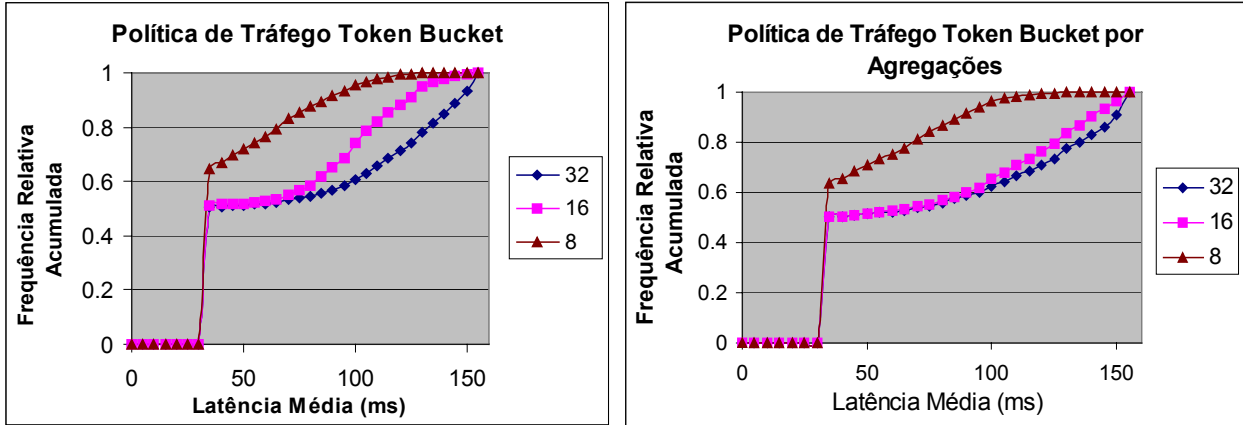 Política de Tráfego Token Bucket
Frequência Relativa
Acumulada
1
0.8
0.6
0.4
0.2
0
0
50
100
150
Latência Média (ms)
32
16
8
Política de Tráfego Token Bucket por
Agregações
Frequência Relativa
Acumulada
1
0.8
0.6
0.4
0.2
0
0
50
100
150
Latência Média (ms)
32
16
8